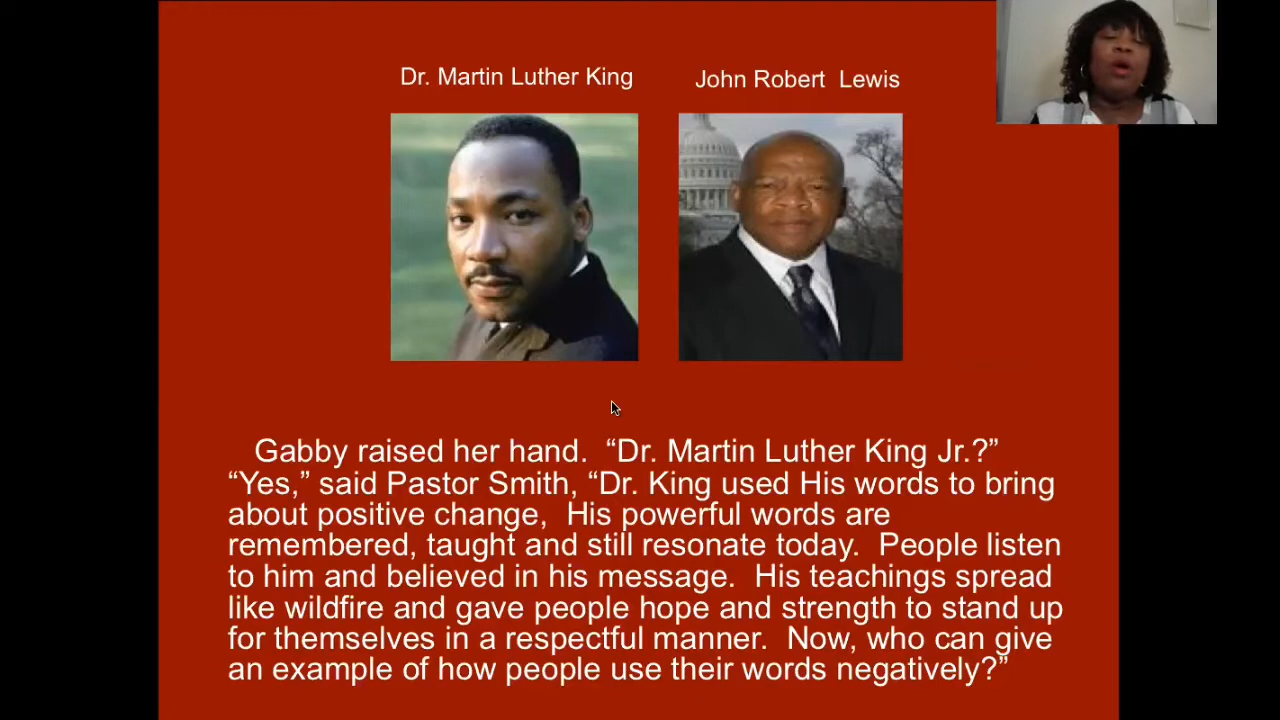 Dr. Martin Luther King
John Robert Lewis
Gabby raised her hand. “Dr. Martin Luther King Jr.?”
“Yes,” said Pastor Smith, “Dr. King used His words to bring
about positive change, His powerful words are
remembered, taught and still resonate today. People listen
to him and believed in his message. His teachings spread
like wildfire and gave people hope and strength to stand up
for themselves in a respectful manner. Now, who can give
an example of how people use their words negatively?”